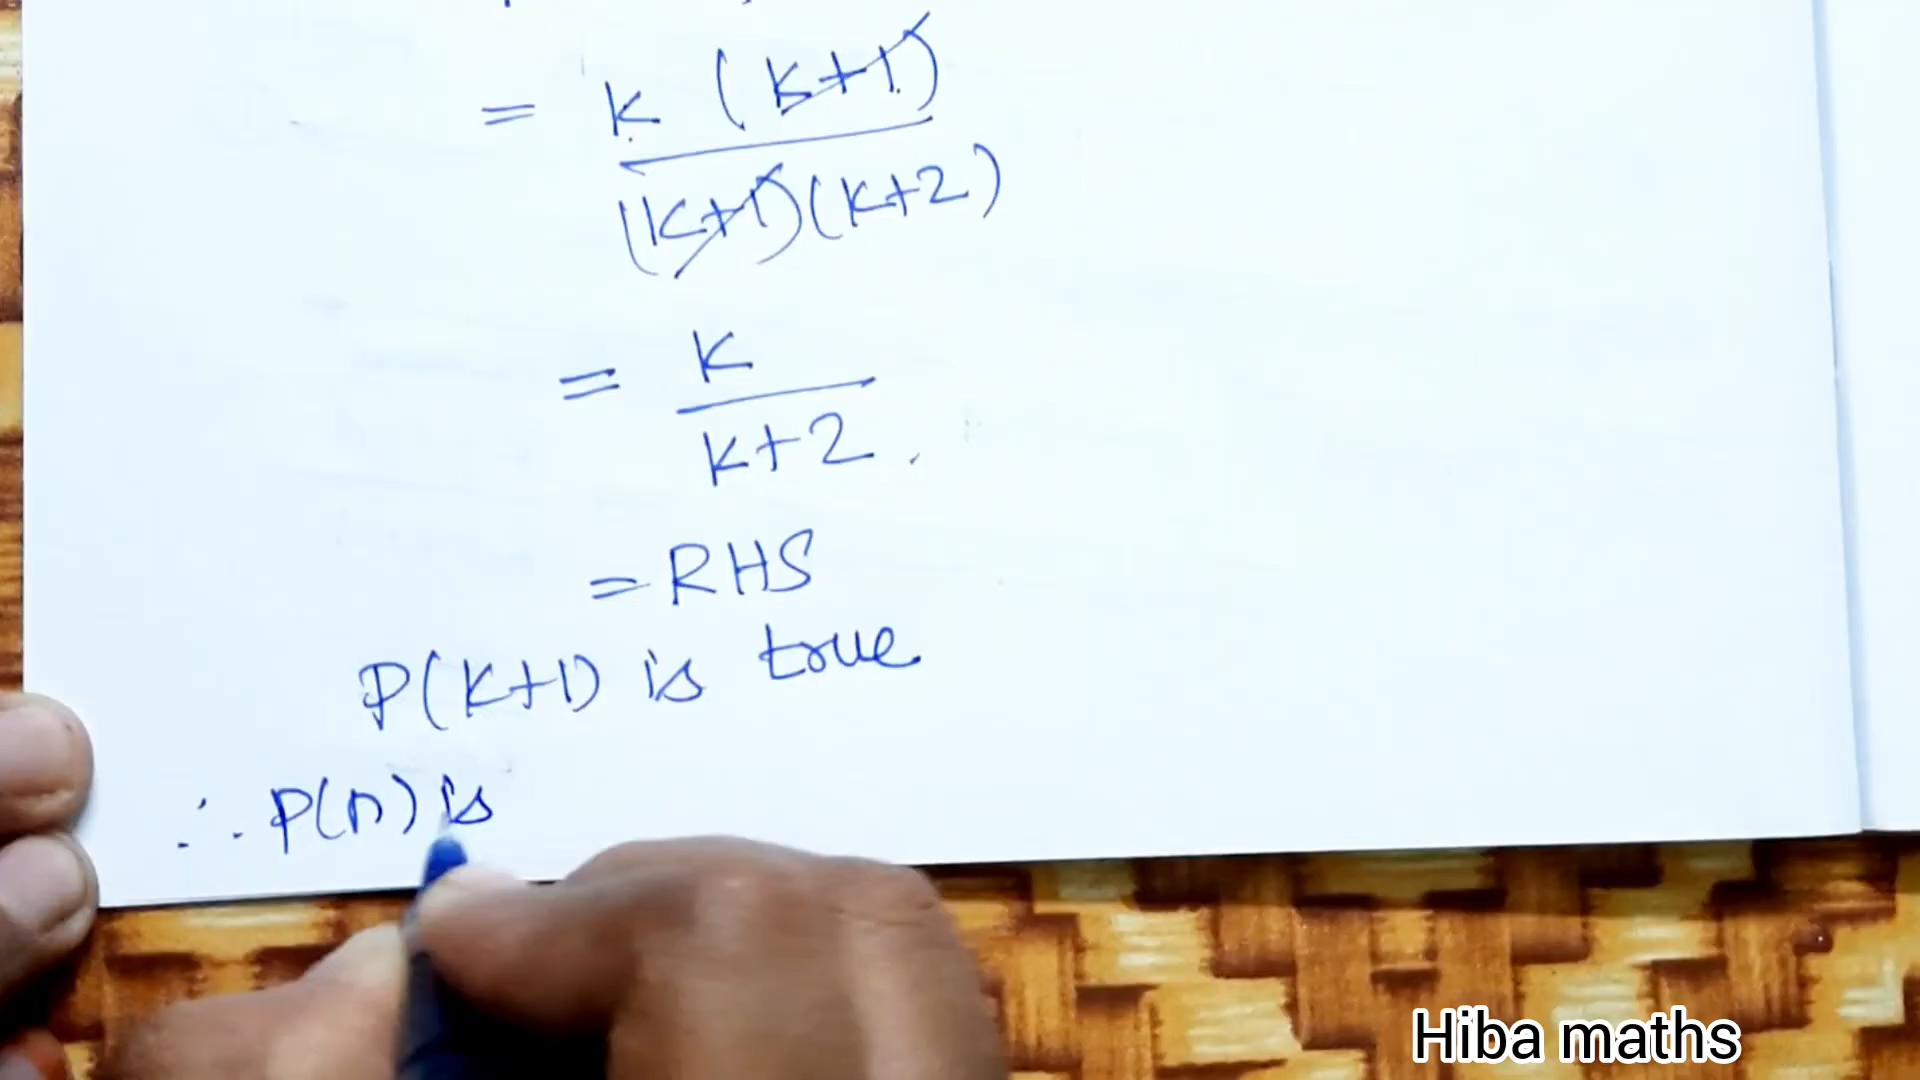 = k (k+1)
(k+1)(k+2)
= k
k+2 .
= RHS
P(k+1) is true
∴ P(n) is
Hiba maths